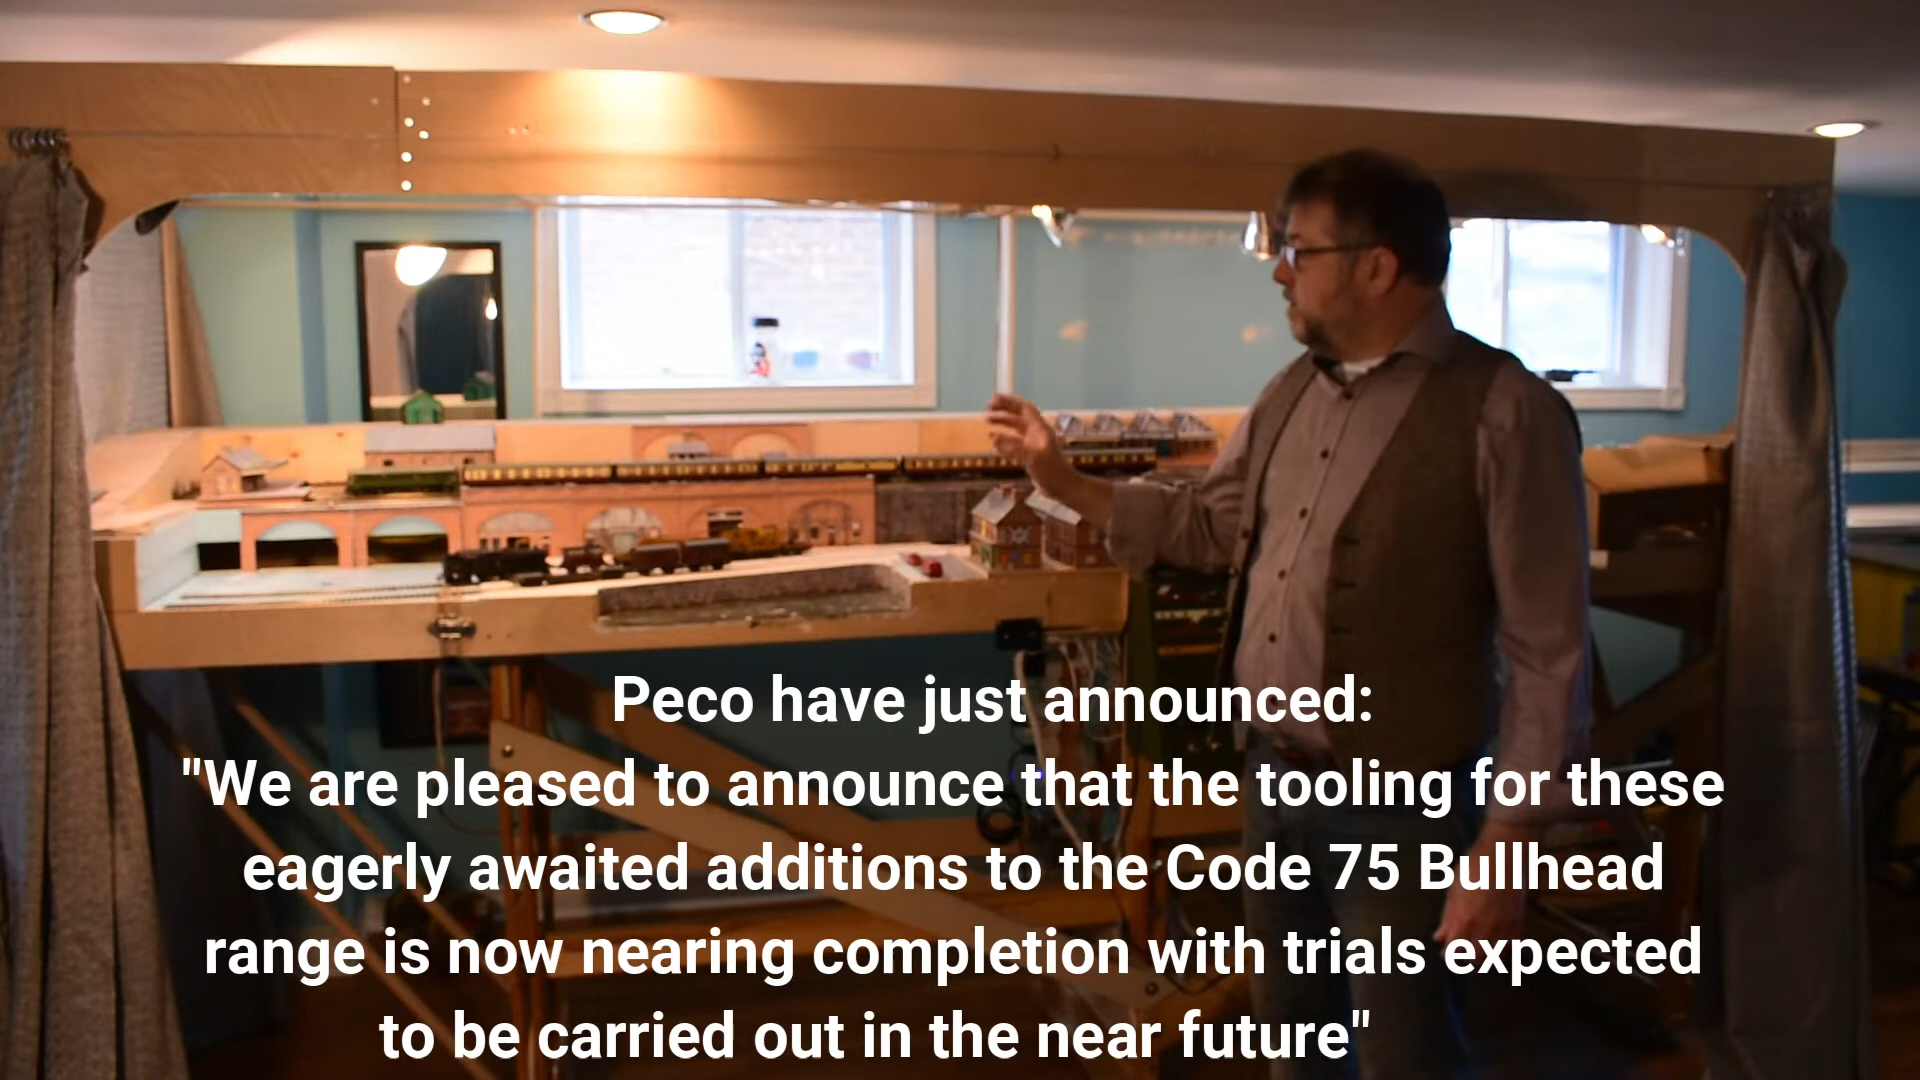 Peco have just announced:
"We are pleased to announce that the tooling for these
eagerly awaited additions to the Code 75 Bullhead
range is now nearing completion with trials expected
to be carried out in the near future"